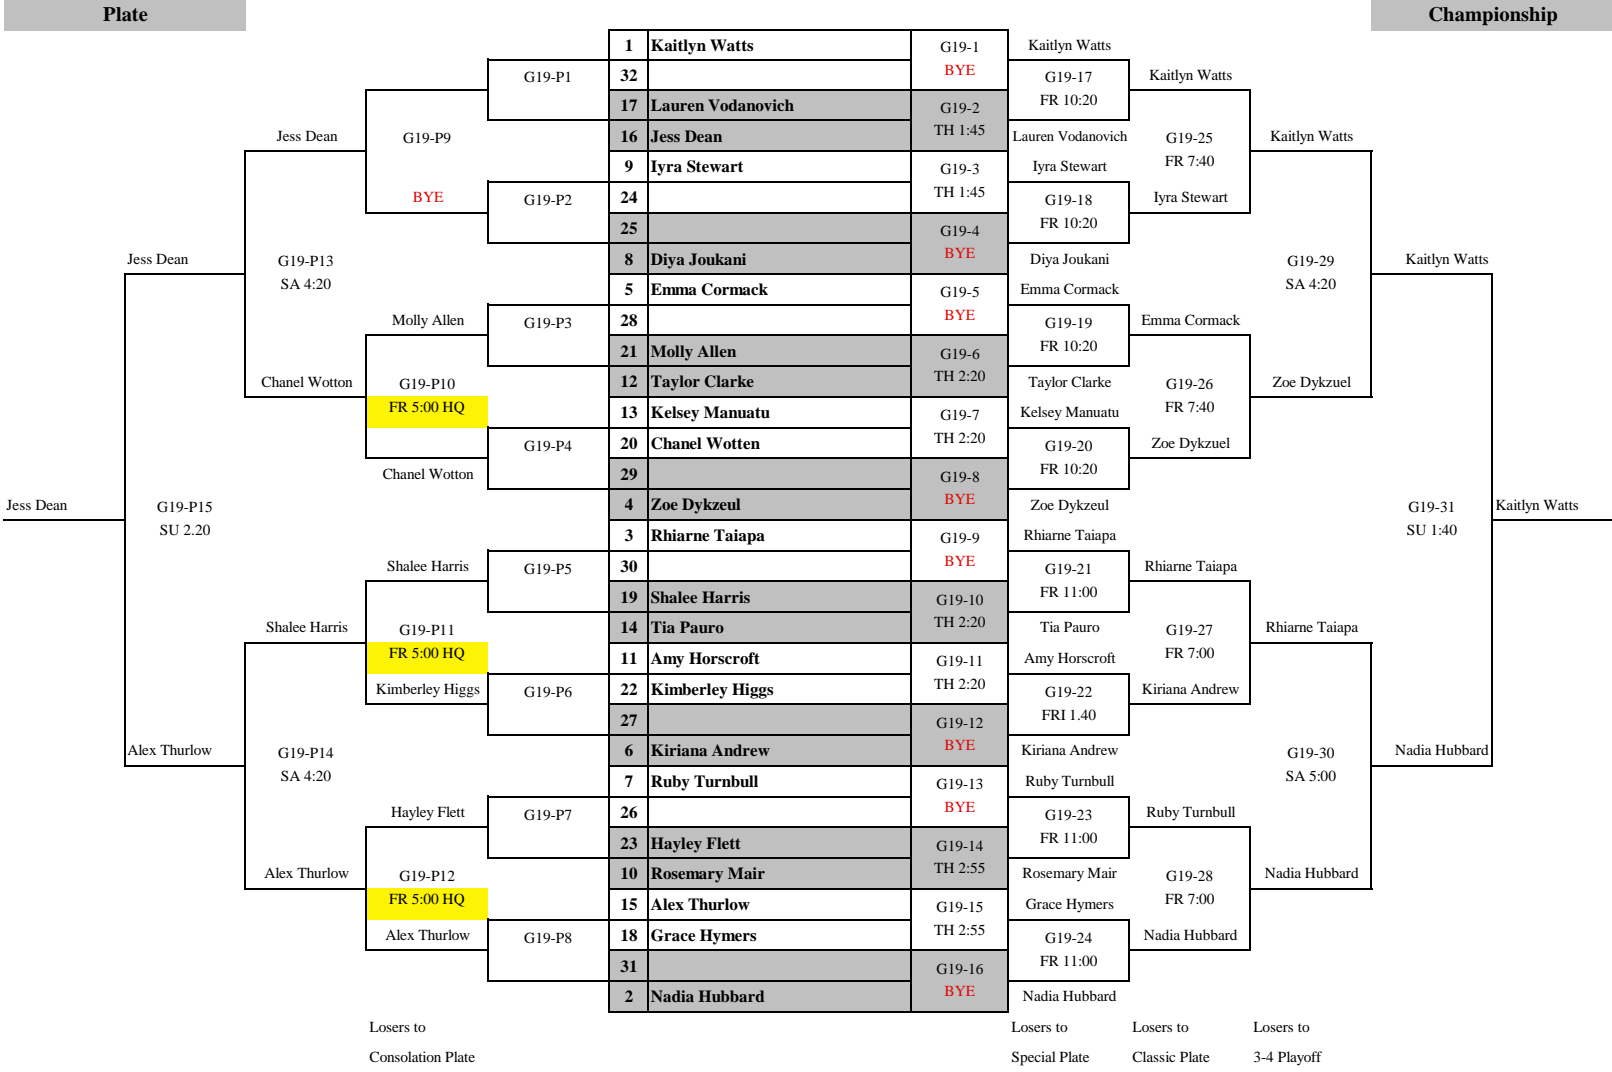 Plate
Championship
1 Kaitlyn Watts G19-1 Kaitlyn Watts
G19-P1 32 BYE G19-17 Kaitlyn Watts
17 Lauren Vodanovich G19-2 FR 10:20
Jess Dean G19-P9 16 Jess Dean TH 1:45 Lauren Vodanovich G19-25 Kaitlyn Watts
9 Iyra Stewart G19-3 Iyra Stewart FR 7:40
BYE G19-P2 24 TH 1:45 G19-18 Iyra Stewart
25 G19-4 FR 10:20
Jess Dean G19-P13 8 Diya Joukani BYE Diya Joukani G19-29 Kaitlyn Watts
SA 4:20 5 Emma Cormack G19-5 Emma Cormack SA 4:20
Molly Allen G19-P3 28 BYE G19-19 Emma Cormack
21 Molly Allen G19-6 FR 10:20
Chanel Wotton G19-P10 12 Taylor Clarke TH 2:20 Taylor Clarke G19-26 Zoe Dykzuel
FR 5:00 HQ 13 Kelsey Manuatu G19-7 Kelsey Manuatu FR 7:40
G19-P4 20 Chanel Wotten TH 2:20 G19-20 Zoe Dykzuel
Chanel Wotton 29 G19-8 FR 10:20
Jess Dean G19-P15 4 Zoe Dykzeul BYE Zoe Dykzeul G19-31 Kaitlyn Watts
SU 2.20 3 Rhiarne Taiapa G19-9 Rhiarne Taiapa SU 1:40
Shalee Harris G19-P5 30 BYE G19-21 Rhiarne Taiapa
19 Shalee Harris G19-10 FR 11:00
Shalee Harris G19-P11 14 Tia Pauro TH 2:20 Tia Pauro G19-27 Rhiarne Taiapa
FR 5:00 HQ 11 Amy Horscroft G19-11 Amy Horscroft FR 7:00
Kimberley Higgs G19-P6 22 Kimberley Higgs TH 2:20 G19-22 Kiriana Andrew
27 G19-12 FRI 1.40
Alex Thurlow G19-P14 6 Kiriana Andrew BYE Kiriana Andrew G19-30 Nadia Hubbard
SA 4:20 7 Ruby Turnbull G19-13 Ruby Turnbull SA 5:00
Hayley Flett G19-P7 26 BYE G19-23 Ruby Turnbull
23 Hayley Flett G19-14 FR 11:00
Alex Thurlow G19-P12 10 Rosemary Mair TH 2:55 Rosemary Mair G19-28 Nadia Hubbard
FR 5:00 HQ 15 Alex Thurlow G19-15 Grace Hymers FR 7:00
Alex Thurlow G19-P8 18 Grace Hymers TH 2:55 G19-24 Nadia Hubbard
31 G19-16 FR 11:00
2 Nadia Hubbard BYE Nadia Hubbard
Losers to Losers to Losers to Losers to
Consolation Plate Special Plate Classic Plate 3-4 Playoff